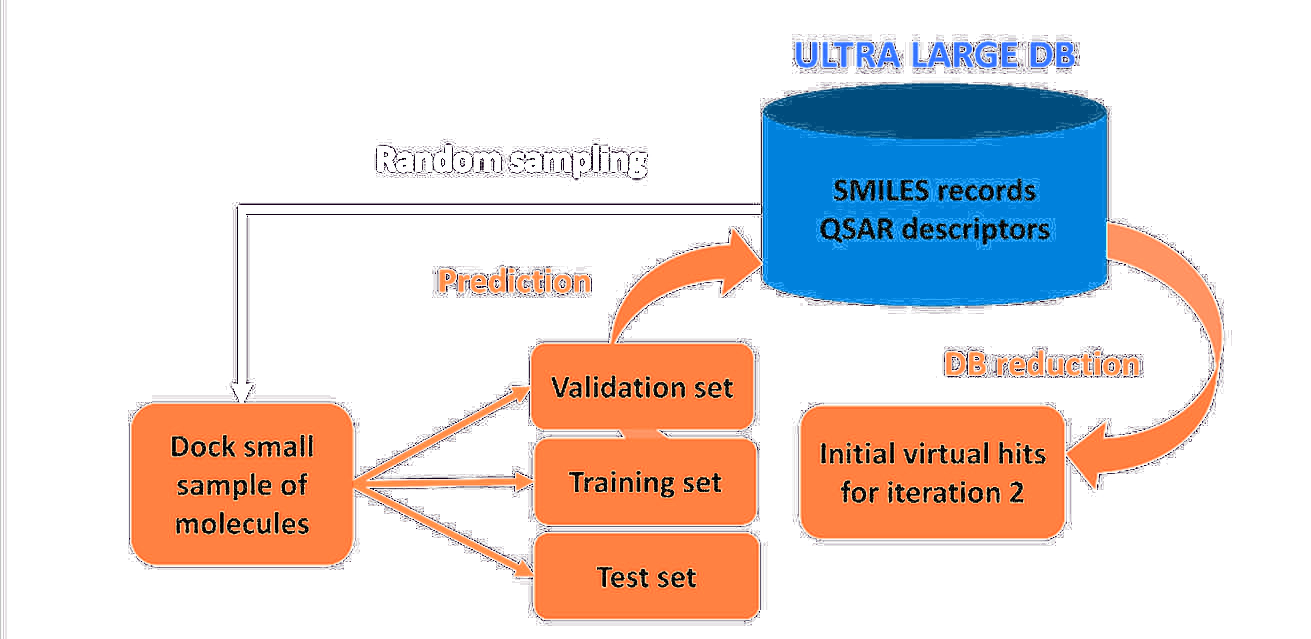 ULTRA LARGE DB
Random sampling
SMILES records
QSAR descriptors
Prediction
DB reduction
Validation set
Dock small
sample of
molecules
Training set
Test set
Initial virtual hits
for iteration 2